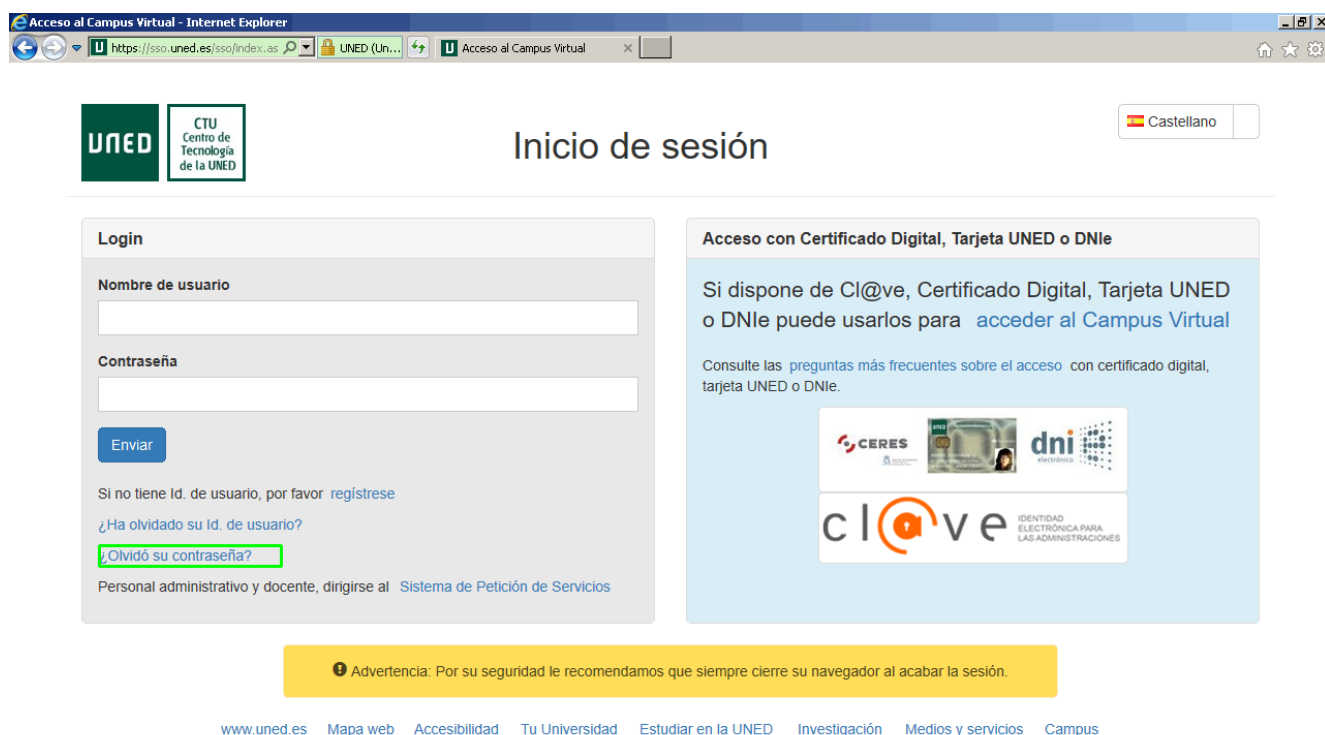 Acceso al Campus Virtual - Internet Explorer
https://sso.uned.es/sso/index.as
UNED (Un...
Acceso al Campus Virtual
UNED
CTU
Centro de
Tecnología
de la UNED
Inicio de sesión
Castellano
Login
Nombre de usuario
Contraseña
Enviar
Si no tiene Id. de usuario, por favor regístrese
¿Ha olvidado su Id. de usuario?
¿Olvidó su contraseña?
Personal administrativo y docente, dirigirse al Sistema de Petición de Servicios
Acceso con Certificado Digital, Tarjeta UNED o DNIe
Si dispone de Cl@ve, Certificado Digital, Tarjeta UNED
o DNIe puede usarlos para acceder al Campus Virtual
Consulte las preguntas más frecuentes sobre el acceso con certificado digital,
tarjeta UNED o DNIe.
CERES
UNED
dni
electrónico
cl@ve
IDENTIDAD
ELECTRÓNICA PARA
LAS ADMINISTRACIONES
Advertencia: Por su seguridad le recomendamos que siempre cierre su navegador al acabar la sesión.
www.uned.es Mapa web Accesibilidad Tu Universidad Estudiar en la UNED Investigación Medios y servicios Campus